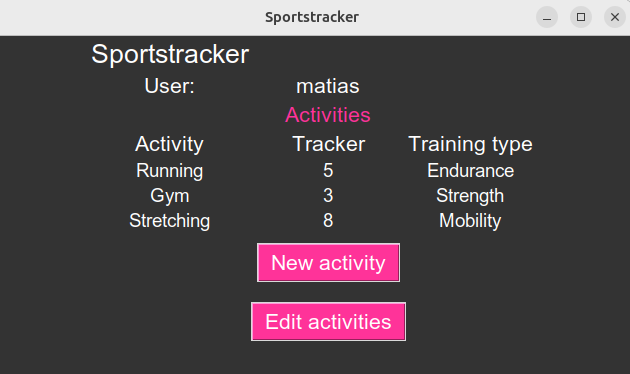 Sportstracker
Sportstracker
User: matias
Activities
Activity Tracker Training type
Running 5 Endurance
Gym 3 Strength
Stretching 8 Mobility
New activity
Edit activities